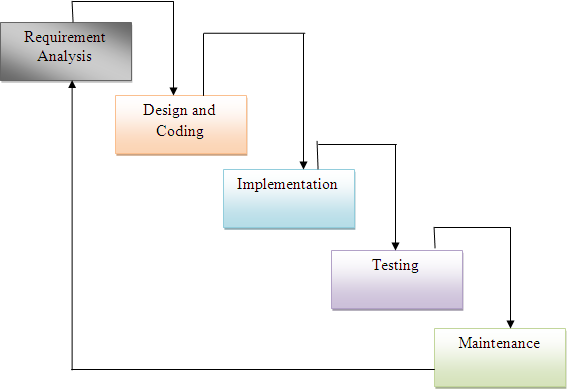 Requirement
Analysis
Design and
Coding
Implementation
Testing
Maintenance